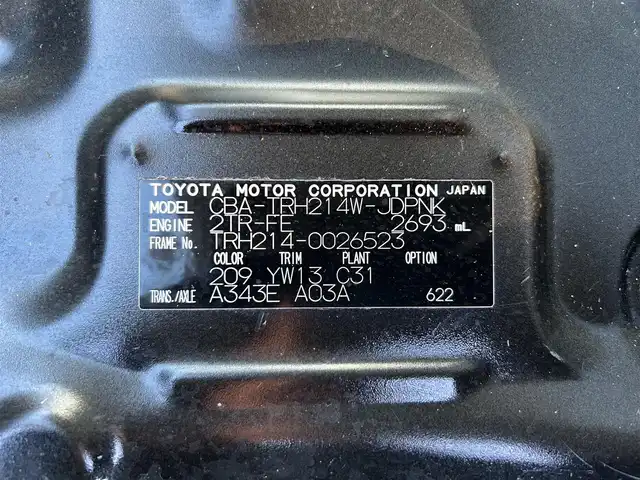 TOYOTA MOTOR CORPORATION JAPAN
MODEL CBA-TRH214W-JDPNK
ENGINE 2TR-FE 2693 mL
FRAME No. TRH214-0026523
COLOR TRIM PLANT OPTION
209 YW13 C31
TRANS./AXLE A343E A03A 622